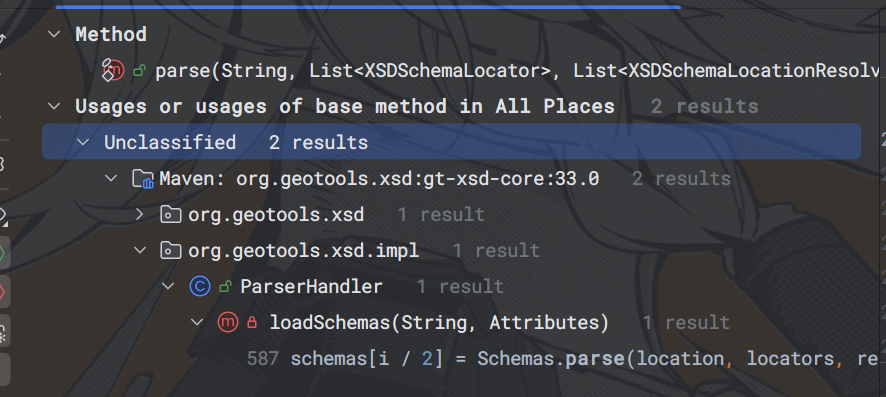 Method
parse(String, List<XSDSchemaLocator>, List<XSDSchemaLocationResolv
Usages or usages of base method in All Places 2 results
Unclassified 2 results
Maven: org.geotools.xsd:gt-xsd-core:33.0 2 results
org.geotools.xsd 1 result
org.geotools.xsd.impl 1 result
ParserHandler 1 result
loadSchemas(String, Attributes) 1 result
587 schemas[i / 2] = Schemas.parse(location, locators, re